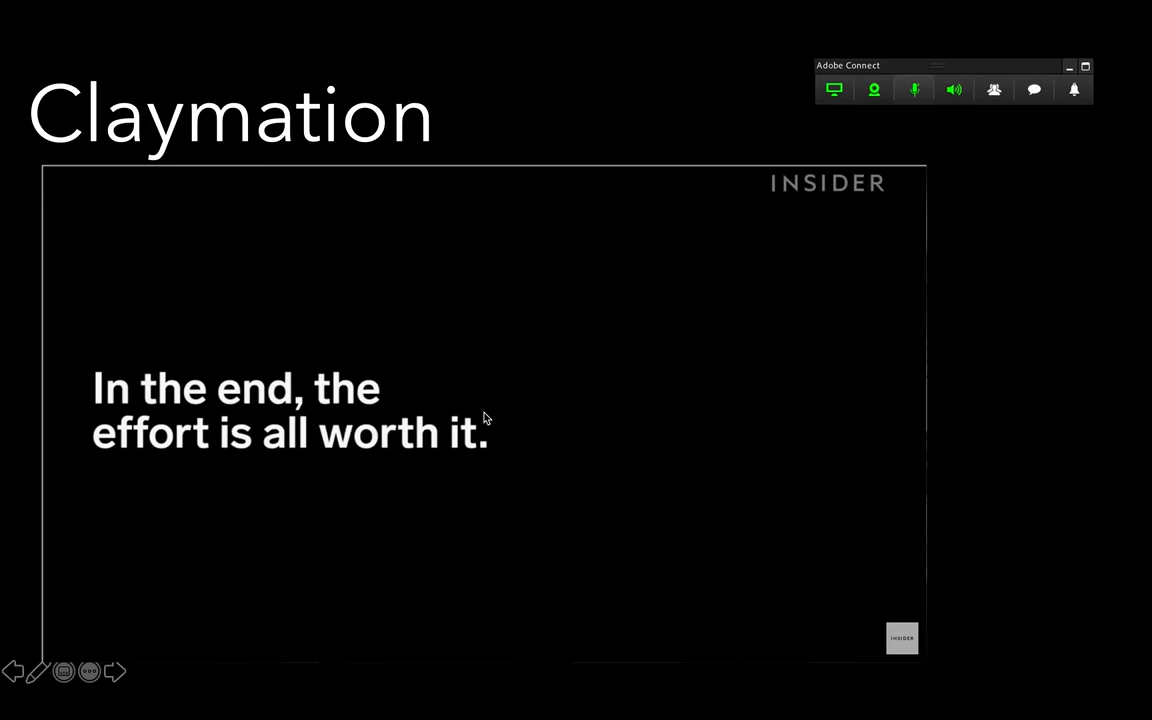 Adobe Connect
Claymation
INSIDER
In the end, the
effort is all worth it.
INSIDER